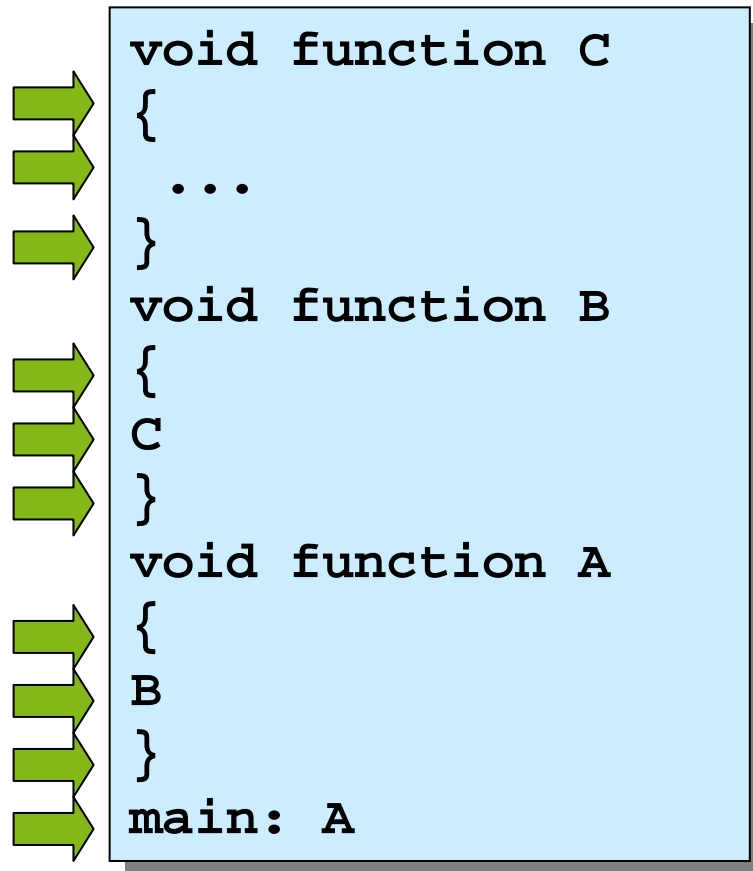 void function C
{
...
}
void function B
{
C
}
void function A
{
B
}
main: A